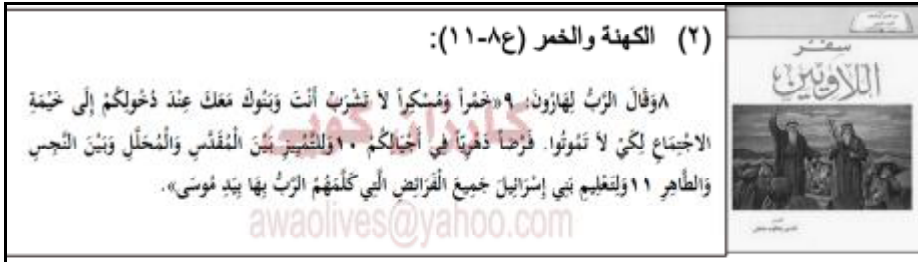 (٢) الكهنة والخمر (ع٨-١١):
٨وَقَالَ الرَّبُّ لِهَارُونَ: ٩«خَمْراً وَمُسْكِراً لاَ تَشْرَبْ أَنْتَ وَبَنُوكَ مَعَكَ عِنْدَ دُخُولِكُمْ إِلَى خَيْمَةِ
الاجْتِمَاعِ لِكَيْ لاَ تَمُوتُوا. فَرْضاً دَهْرِيّاً فِي أَجْيَالِكُمْ ١٠وَلِلتَّمْيِيزِ بَيْنَ الْمُقَدَّسِ وَالْمُحَلَّلِ وَبَيْنَ النَّجِسِ
وَالطَّاهِرِ ١١وَلِتَعْلِيمِ بَنِي إِسْرَائِيلَ جَمِيعَ الْفَرَائِضِ الَّتِي كَلَّمَهُمُ الرَّبُّ بِهَا بِيَدِ مُوسَى».
كاربران كوپى
awaolives@yahoo.com
سفر
اللاويين